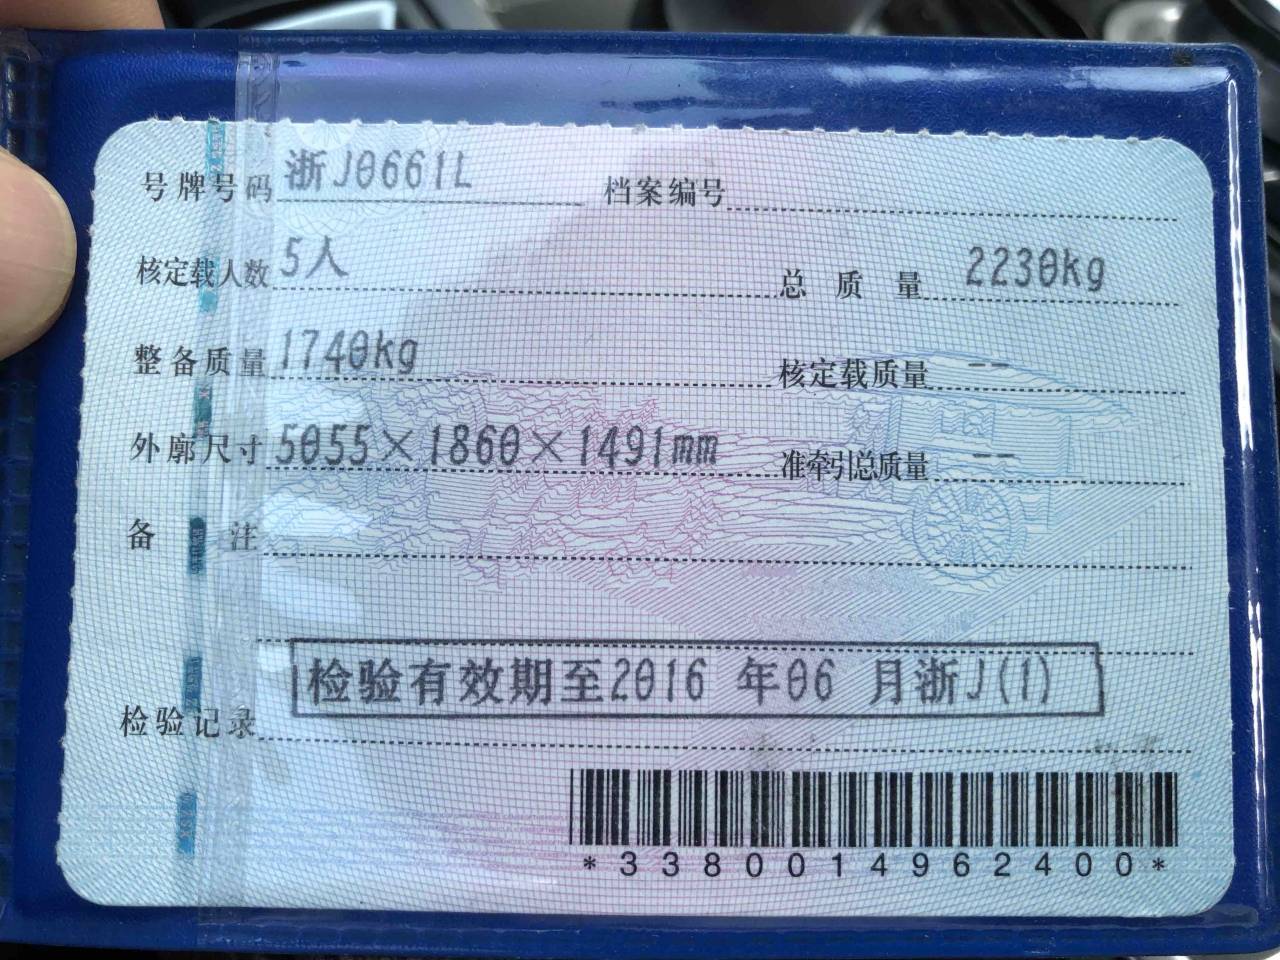 号牌号码 浙J0661L 档案编号
核定载人数 5人 总质量 2230kg
整备质量 1740kg 核定载质量 --
外廓尺寸 5055×1860×1491mm 准牵引总质量 --
备注
检验有效期至2016 年06 月浙J(1)
检验记录
*3380014962400*